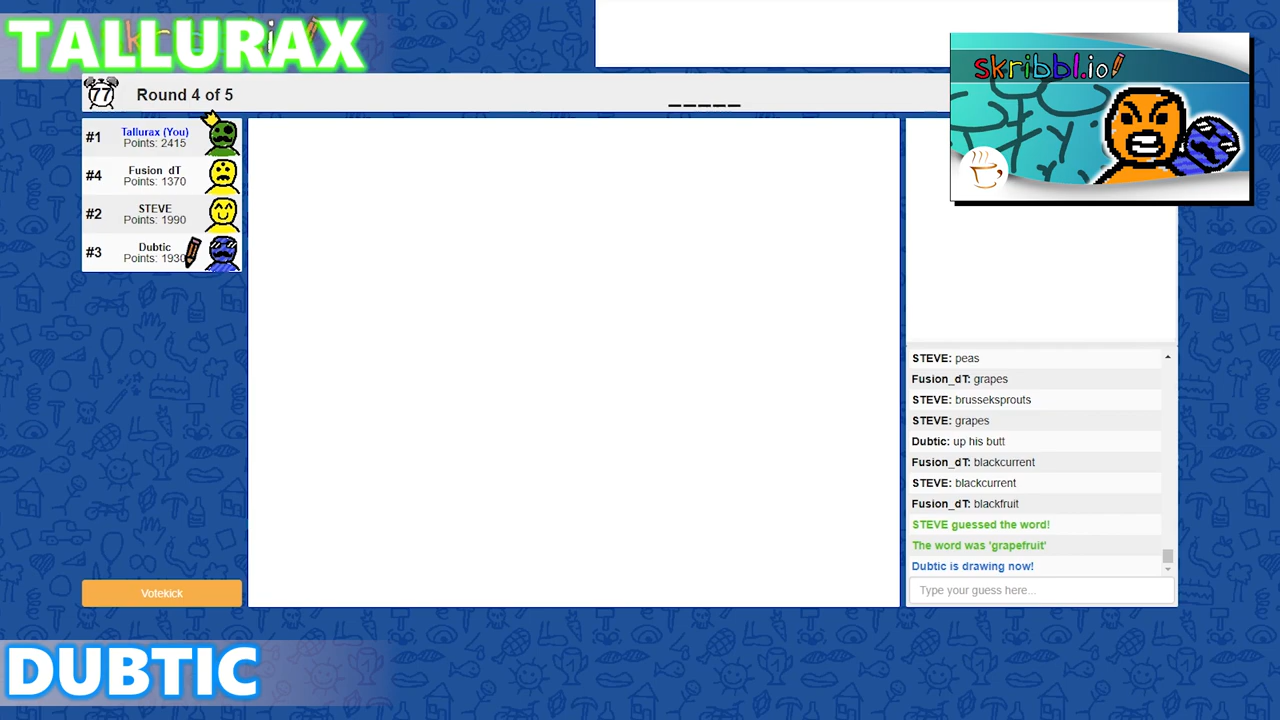 TALLURAX
skribbl.io
77
Round 4 of 5
_____
#1
Tallurax (You)
Points: 2415
#4
Fusion_dT
Points: 1370
#2
STEVE
Points: 1990
#3
Dubtic
Points: 1930
Votekick
STEVE: peas
Fusion_dT: grapes
STEVE: brusseksprouts
STEVE: grapes
Dubtic: up his butt
Fusion_dT: blackcurrent
STEVE: blackcurrent
Fusion_dT: blackfruit
STEVE guessed the word!
The word was 'grapefruit'
Dubtic is drawing now!
Type your guess here...
DUBTIC